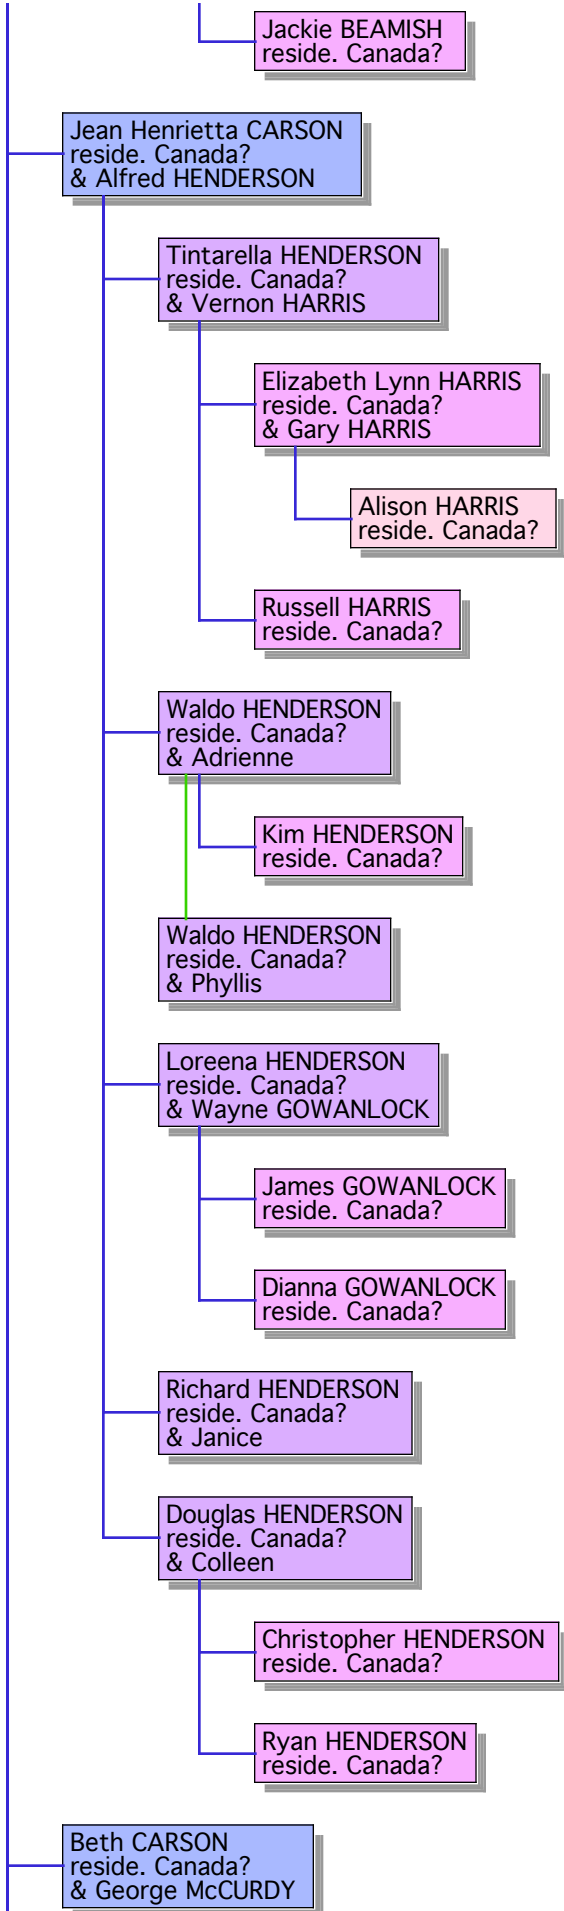 Jackie BEAMISH
reside. Canada?
Jean Henrietta CARSON
reside. Canada?
& Alfred HENDERSON
Tintarella HENDERSON
reside. Canada?
& Vernon HARRIS
Elizabeth Lynn HARRIS
reside. Canada?
& Gary HARRIS
Alison HARRIS
reside. Canada?
Russell HARRIS
reside. Canada?
Waldo HENDERSON
reside. Canada?
& Adrienne
Kim HENDERSON
reside. Canada?
Waldo HENDERSON
reside. Canada?
& Phyllis
Loreena HENDERSON
reside. Canada?
& Wayne GOWANLOCK
James GOWANLOCK
reside. Canada?
Dianna GOWANLOCK
reside. Canada?
Richard HENDERSON
reside. Canada?
& Janice
Douglas HENDERSON
reside. Canada?
& Colleen
Christopher HENDERSON
reside. Canada?
Ryan HENDERSON
reside. Canada?
Beth CARSON
reside. Canada?
& George McCURDY